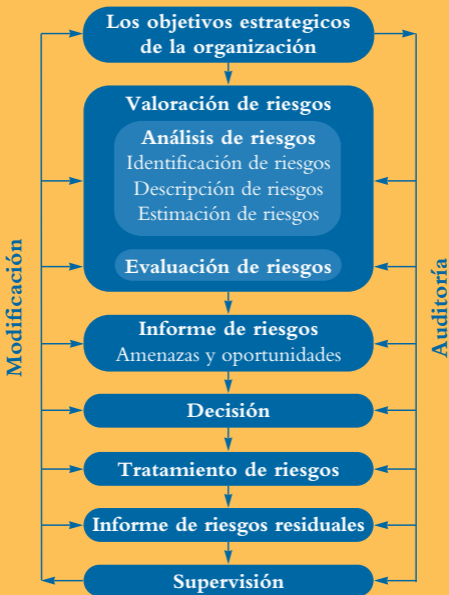 Los objetivos estrategicos
de la organización
Valoración de riesgos
Análisis de riesgos
Identificación de riesgos
Descripción de riesgos
Estimación de riesgos
Evaluación de riesgos
Informe de riesgos
Amenazas y oportunidades
Decisión
Tratamiento de riesgos
Informe de riesgos residuales
Supervisión
Modificación
Auditoría